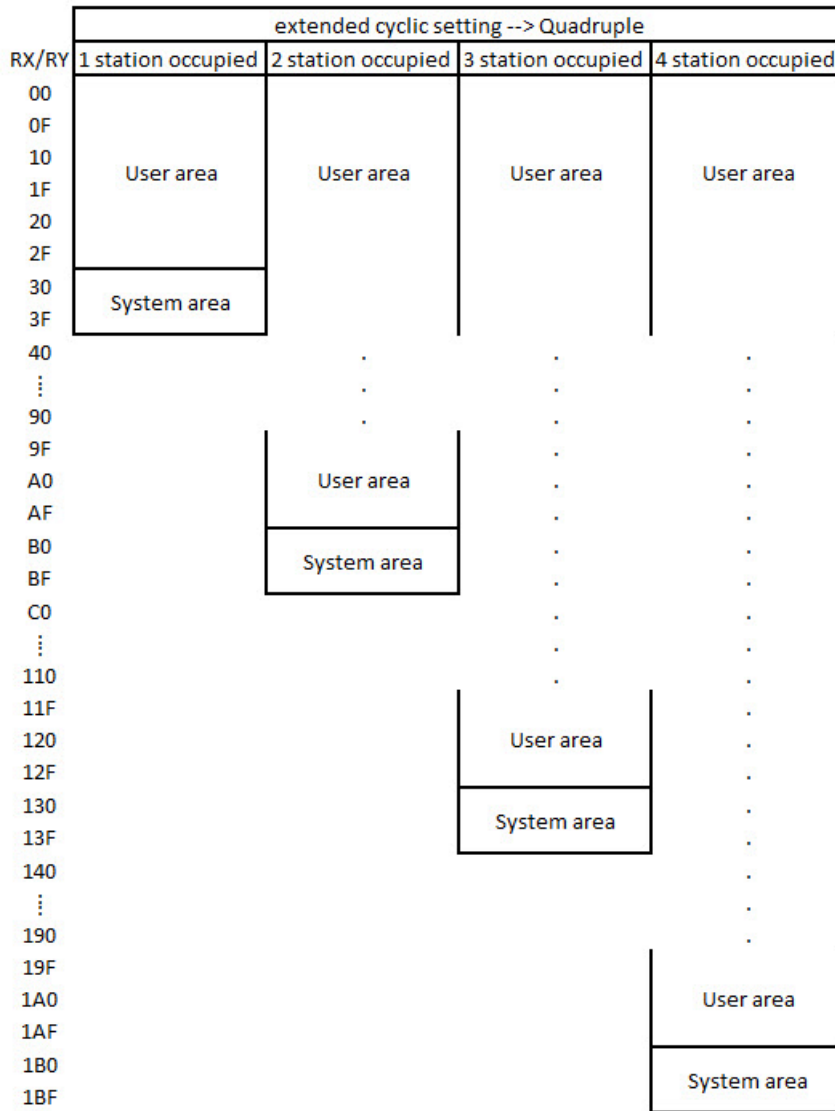 extended cyclic setting --> Quadruple
RX/RY 1 station occupied 2 station occupied 3 station occupied 4 station occupied
00
0F
10
User area User area User area User area
1F
20
2F
30
System area
3F
40
90
9F
A0 User area
AF
B0
System area
BF
C0
110
11F
120 User area
12F
130
System area
13F
140
190
19F
1A0 User area
1AF
1B0
System area
1BF